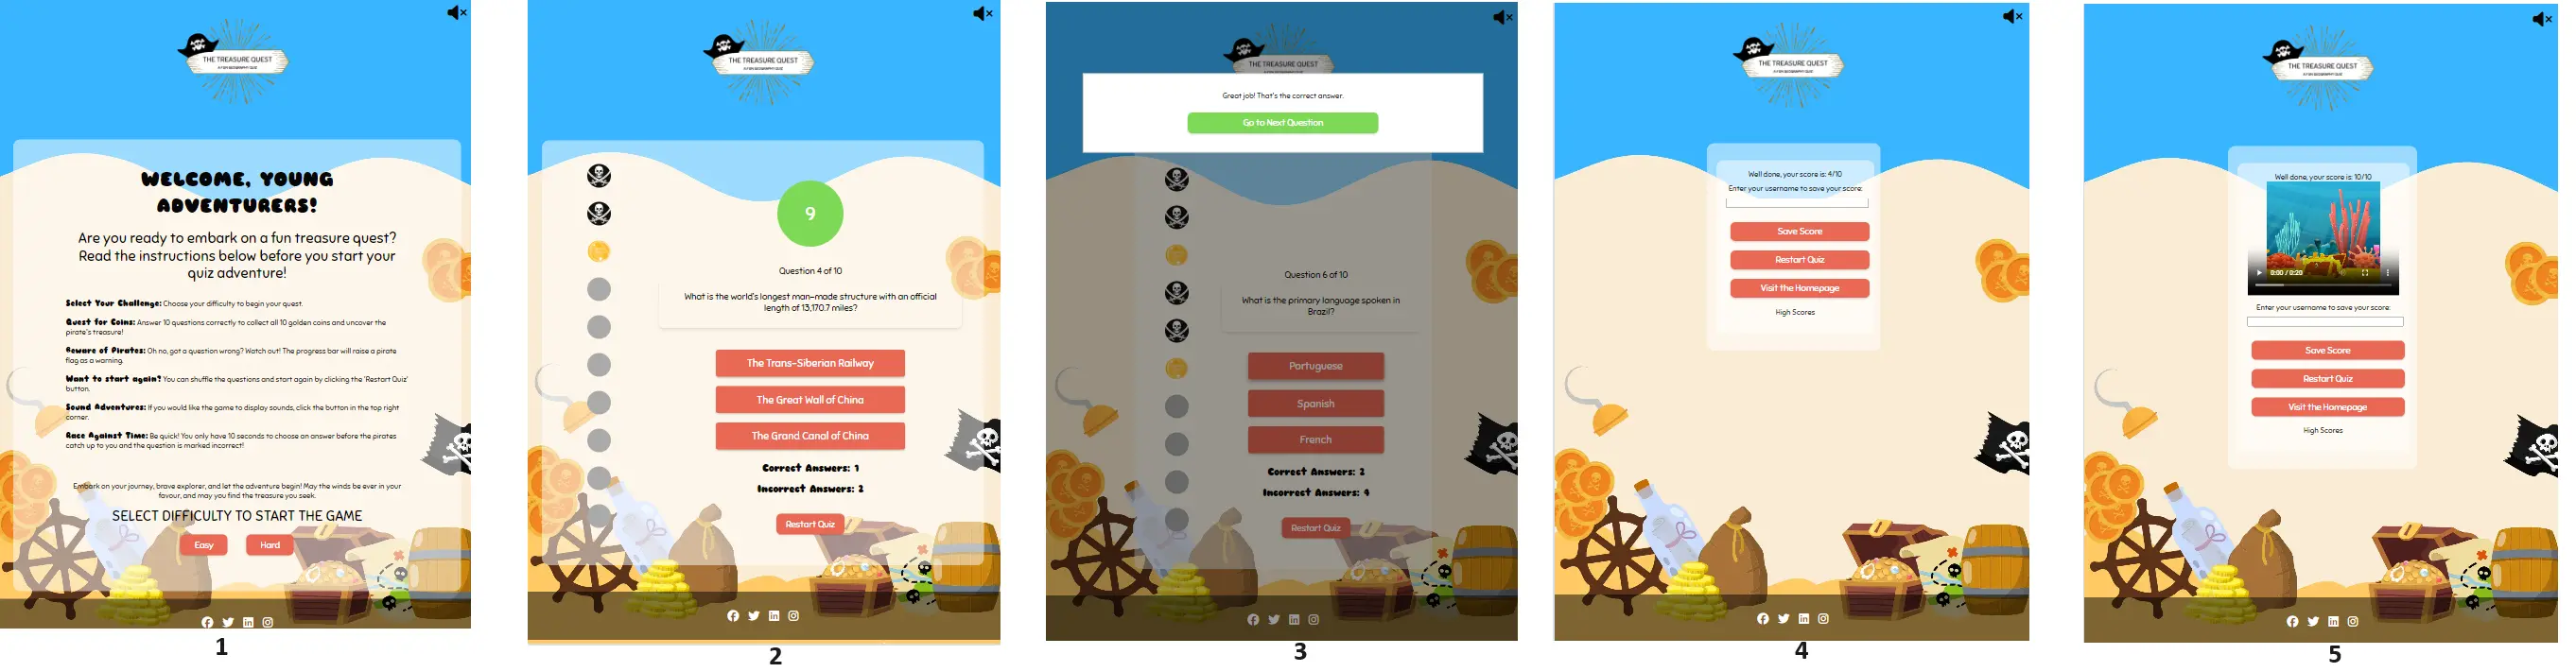 THE TREASURE QUEST
A FUN GEOGRAPHY QUIZ
WELCOME, YOUNG
ADVENTURERS!
Are you ready to embark on a fun treasure quest?
Read the instructions below before you start your
quiz adventure!
Select Your Challenge: Choose your difficulty to begin your quest.
Quest for Coins: Answer 10 questions correctly to collect all 10 golden coins and uncover the
pirate's treasure!
Beware of Pirates: Oh no, got a question wrong? Watch out! The progress bar will raise a pirate
flag as a warning.
Want to start again? You can shuffle the questions and start again by clicking the 'Restart Quiz'
button.
Sound Adventures: If you would like the game to display sounds, click the button in the top right
corner.
Race Against Time: Be quick! You only have 10 seconds to choose an answer before the pirates
catch up to you and the question is marked incorrect!
Embark on your journey, brave explorer, and let the adventure begin! May the winds be ever in your
favour, and may you find the treasure you seek.
SELECT DIFFICULTY TO START THE GAME
Easy Hard
1
THE TREASURE QUEST
A FUN GEOGRAPHY QUIZ
9
Question 4 of 10
What is the world's longest man-made structure with an official
length of 13,170.7 miles?
The Trans-Siberian Railway
The Great Wall of China
The Grand Canal of China
Correct Answers: 1
Incorrect Answers: 2
Restart Quiz
2
THE TREASURE QUEST
Great job! That's the correct answer.
Go to Next Question
Question 6 of 10
What is the primary language spoken in
Brazil?
Portuguese
Spanish
French
Correct Answers: 2
Incorrect Answers: 4
Restart Quiz
3
THE TREASURE QUEST
A FUN GEOGRAPHY QUIZ
Well done, your score is: 4/10
Enter your username to save your score:
Save Score
Restart Quiz
Visit the Homepage
High Scores
4
THE TREASURE QUEST
A FUN GEOGRAPHY QUIZ
Well done, your score is: 10/10
0:00 / 0:20
Enter your username to save your score:
Save Score
Restart Quiz
Visit the Homepage
High Scores
5